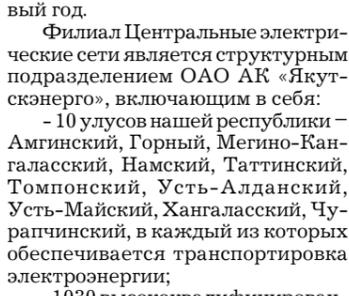 вый год.
Филиал Центральные электри-
ческие сети является структурным
подразделением ОАО АК «Якут-
скэнерго», включающим в себя:
- 10 улусов нашей республики –
Амгинский, Горный, Мегино-Кан-
галасский, Намский, Таттинский,
Томпонский, Усть-Алданский,
Усть-Майский, Хангаласский, Чу-
рапчинский, в каждый из которых
обеспечивается транспортировка
электроэнергии;